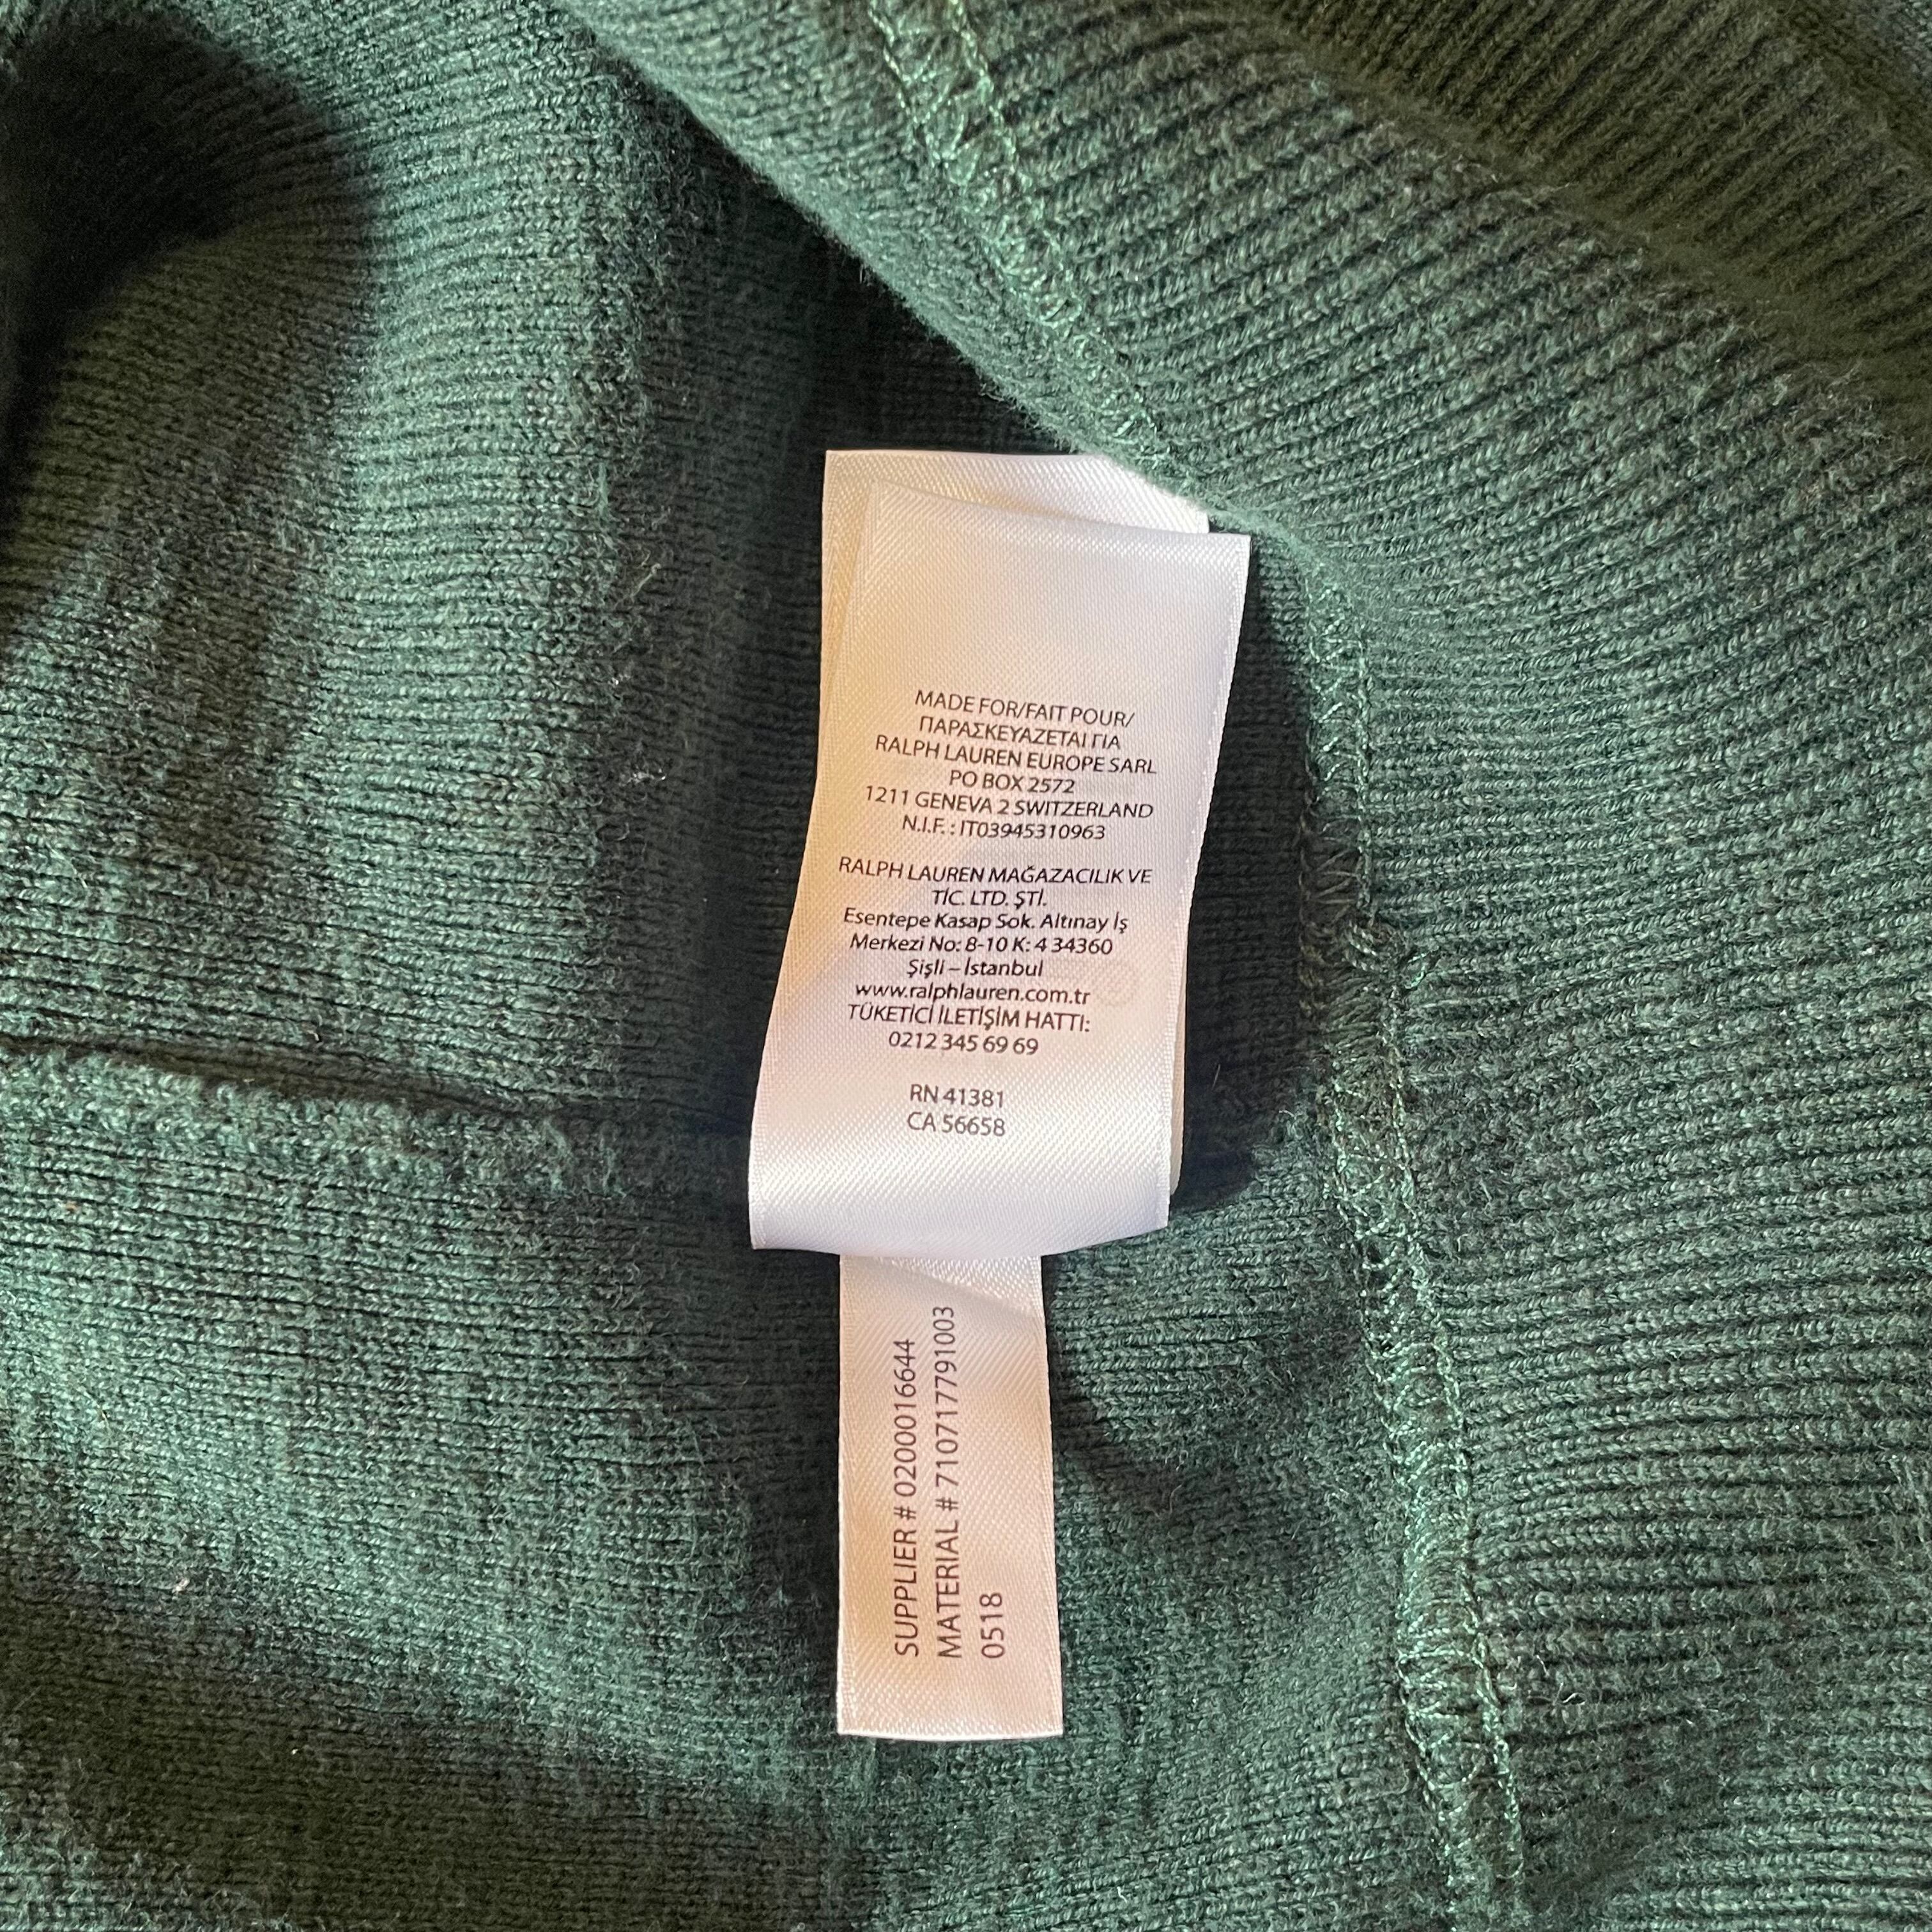 MADE FOR/FAIT POUR/
ΠΑΡΑΣΚΕΥΑΖΕΤΑΙ ΓΙΑ
RALPH LAUREN EUROPE SARL
PO BOX 2572
1211 GENEVA 2 SWITZERLAND
N.I.F. : IT03945310963
RALPH LAUREN MAĞAZACILIK VE
TİC. LTD. ŞTİ.
Esentepe Kasap Sok. Altınay İş
Merkezi No: 8-10 K: 4 34360
Şişli – İstanbul
www.ralphlauren.com.tr
TÜKETİCİ İLETİŞİM HATTI:
0212 345 69 69
RN 41381
CA 56658
SUPPLIER # 0200016644
MATERIAL # 710717791003
0518